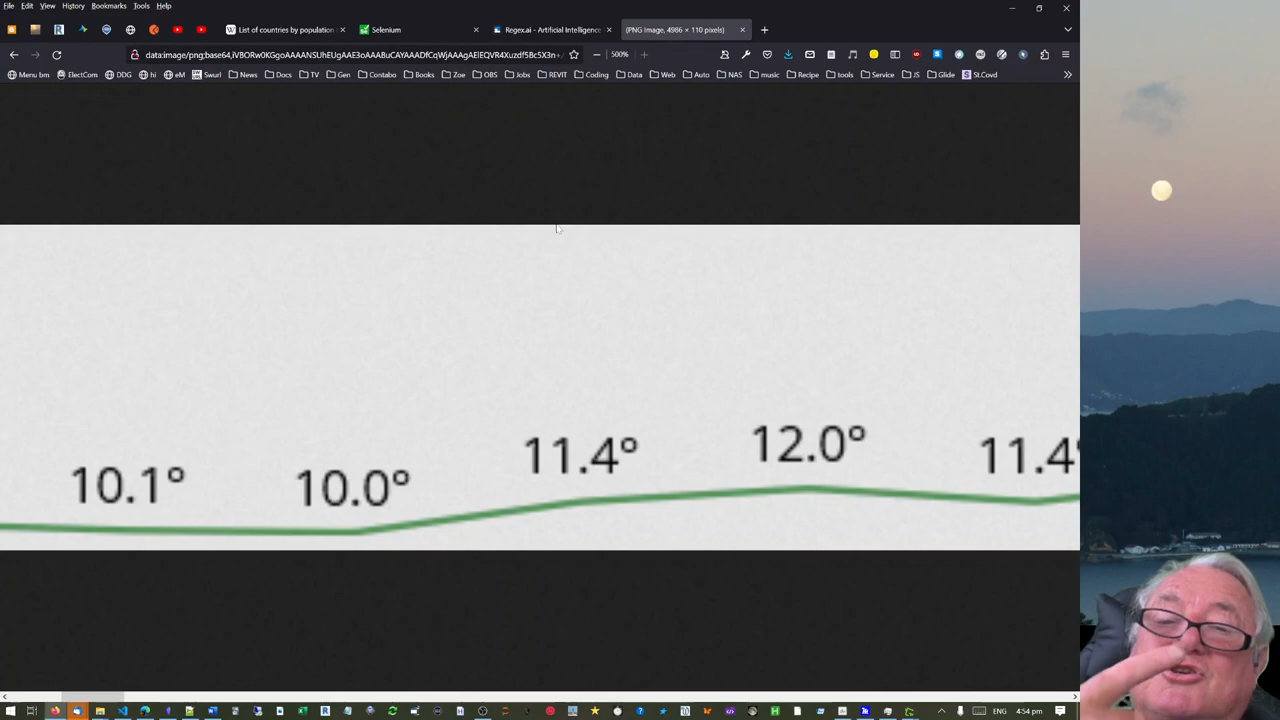 File Edit View History Bookmarks Tools Help
List of countries by population
Selenium
Regex.ai - Artificial Intelligence
(PNG Image, 4986 × 110 pixels)
500%
Menu bm ElectCom DDG hi eM Swurl News Docs TV Gen Contabo Books Zoe OBS Jobs REVIT Coding Data Web Auto NAS music Recipe tools Service JS Glide St.Covd
10.1° 10.0° 11.4° 12.0° 11.4°
ENG 4:54 pm